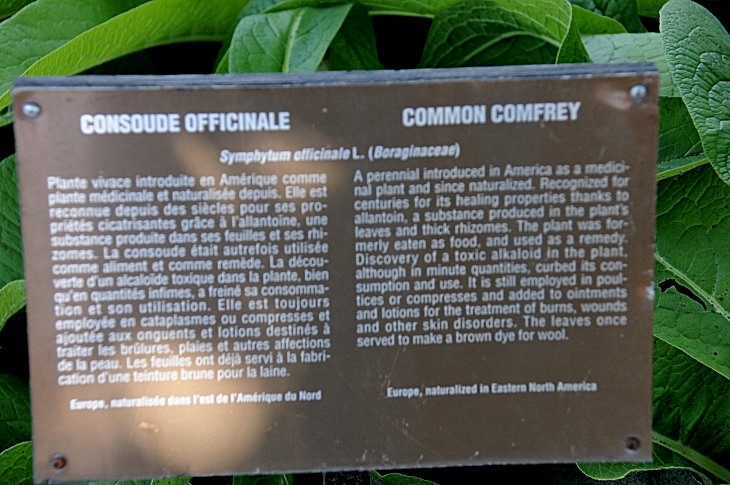 CONSOUDE OFFICINALE
COMMON COMFREY
Symphytum officinale L. (Boraginaceae)
Plante vivace introduite en Amérique comme
plante médicinale et naturalisée depuis. Elle est
reconnue depuis des siècles pour ses pro-
priétés cicatrisantes grâce à l'allantoïne, une
substance produite dans ses feuilles et ses rhi-
zomes. La consoude était autrefois utilisée
comme aliment et comme remède. La décou-
verte d'un alcaloïde toxique dans la plante, bien
qu'en quantités infimes, a freiné sa consomma-
tion et son utilisation. Elle est toujours
employée en cataplasmes ou compresses et
ajoutée aux onguents et lotions destinés à
traiter les brûlures, plaies et autres affections
de la peau. Les feuilles ont déjà servi à la fabri-
cation d'une teinture brune pour la laine.
Europe, naturalisée dans l'est de l'Amérique du Nord
A perennial introduced in America as a medici-
nal plant and since naturalized. Recognized for
centuries for its healing properties thanks to
allantoin, a substance produced in the plant's
leaves and thick rhizomes. The plant was for-
merly eaten as food, and used as a remedy.
Discovery of a toxic alkaloid in the plant,
although in minute quantities, curbed its con-
sumption and use. It is still employed in poul-
tices or compresses and added to ointments
and lotions for the treatment of burns, wounds
and other skin disorders. The leaves once
served to make a brown dye for wool.
Europe, naturalized in Eastern North America